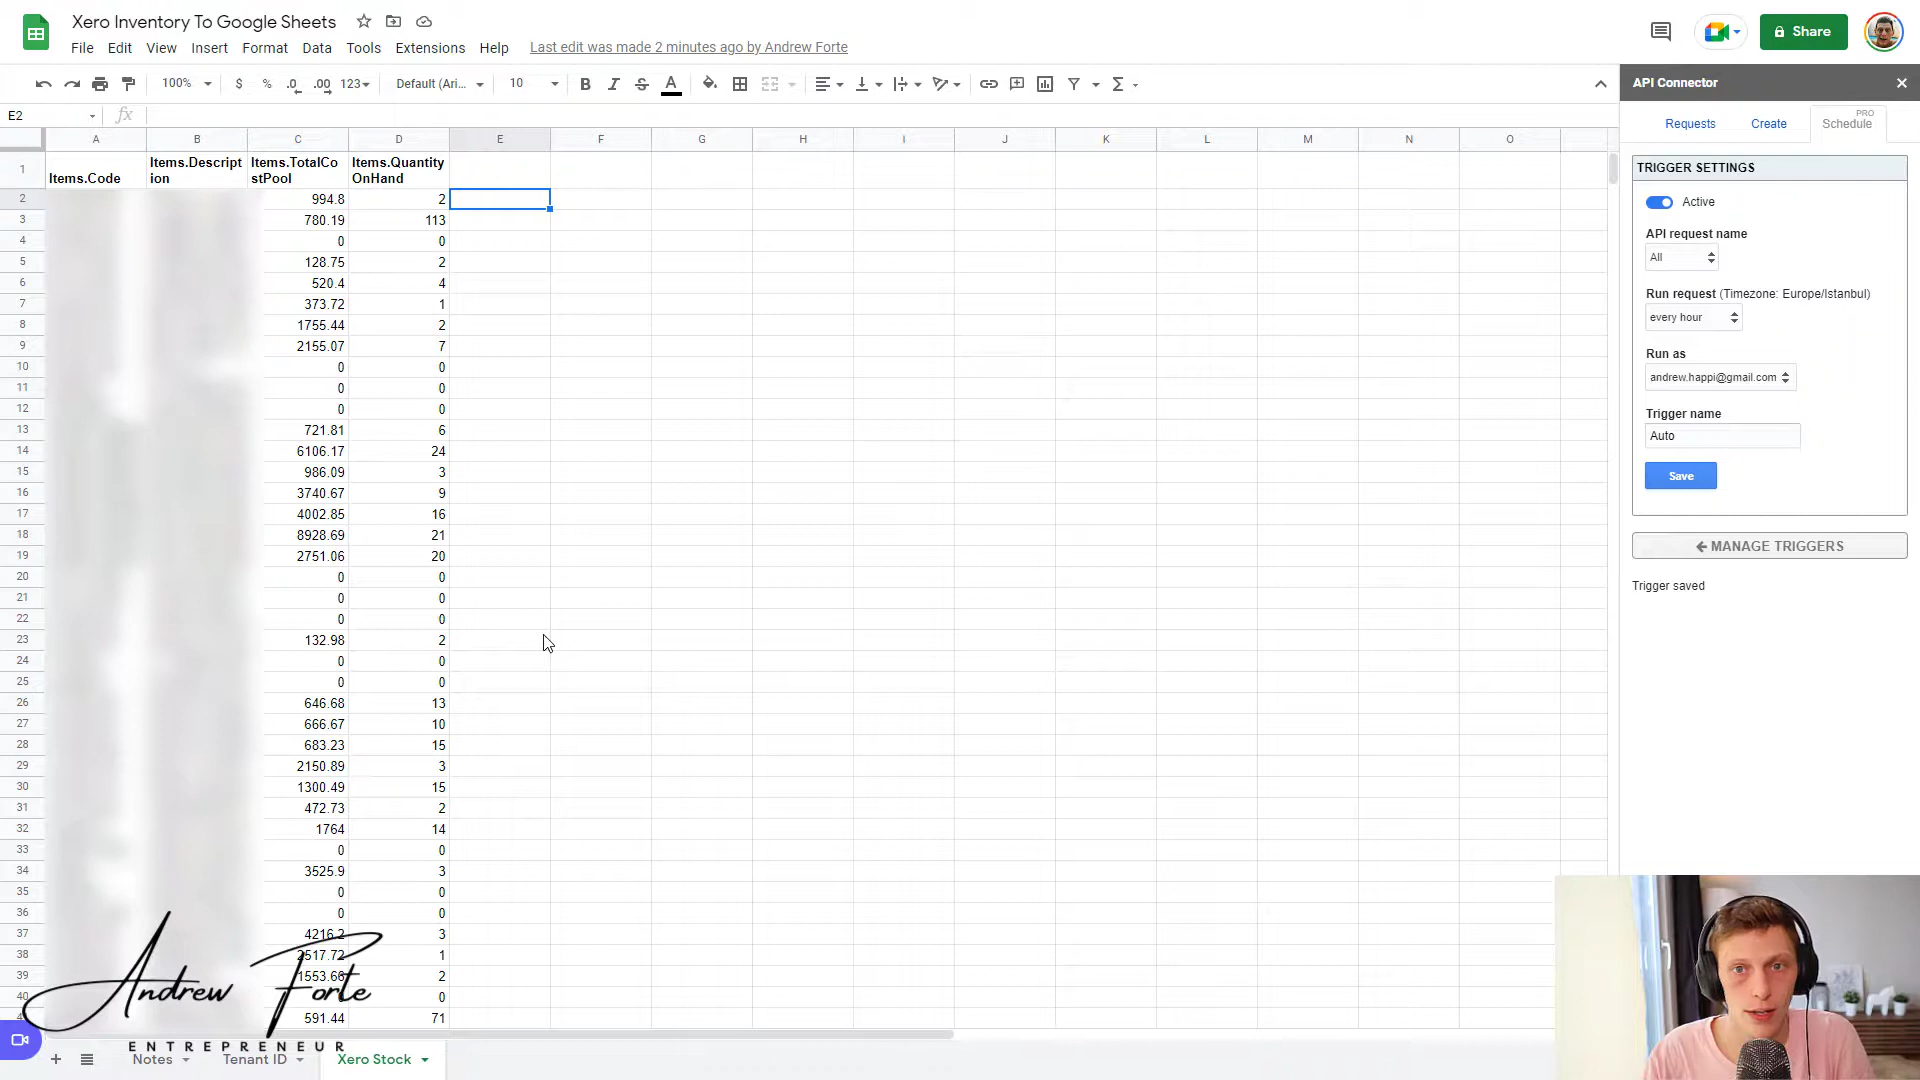 Xero Inventory To Google Sheets
File Edit View Insert Format Data Tools Extensions Help Last edit was made 2 minutes ago by Andrew Forte
Share
100% $ % .0 .00 123 Default (Ari... 10 B I S A
E2 fx
A B C D E F G H I J K L M N O
1 Items.Code Items.Descript ion Items.TotalCo stPool Items.Quantity OnHand
2 994.8 2
3 780.19 113
4 0 0
5 128.75 2
6 520.4 4
7 373.72 1
8 1755.44 2
9 2155.07 7
10 0 0
11 0 0
12 0 0
13 721.81 6
14 6106.17 24
15 986.09 3
16 3740.67 9
17 4002.85 16
18 8928.69 21
19 2751.06 20
20 0 0
21 0 0
22 0 0
23 132.98 2
24 0 0
25 0 0
26 646.68 13
27 666.67 10
28 683.23 15
29 2150.89 3
30 1300.49 15
31 472.73 2
32 1764 14
33 0 0
34 3525.9 3
35 0 0
36 0 0
37 4216.2 3
38 2517.72 1
39 1553.66 2
40 0
591.44 71
Andrew Forte
ENTREPRENEUR
Notes Tenant ID Xero Stock
API Connector
Requests Create PRO Schedule
TRIGGER SETTINGS
Active
API request name
All
Run request (Timezone: Europe/Istanbul)
every hour
Run as
andrew.happi@gmail.com
Trigger name
Auto
Save
MANAGE TRIGGERS
Trigger saved